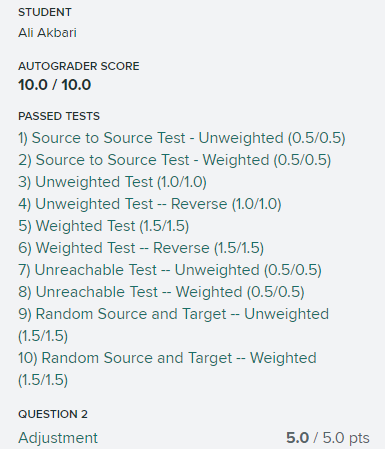 STUDENT
Ali Akbari
AUTOGRADER SCORE
10.0 / 10.0
PASSED TESTS
1) Source to Source Test - Unweighted (0.5/0.5)
2) Source to Source Test - Weighted (0.5/0.5)
3) Unweighted Test (1.0/1.0)
4) Unweighted Test -- Reverse (1.0/1.0)
5) Weighted Test (1.5/1.5)
6) Weighted Test -- Reverse (1.5/1.5)
7) Unreachable Test -- Unweighted (0.5/0.5)
8) Unreachable Test -- Weighted (0.5/0.5)
9) Random Source and Target -- Unweighted
(1.5/1.5)
10) Random Source and Target -- Weighted
(1.5/1.5)
QUESTION 2
Adjustment 5.0 / 5.0 pts